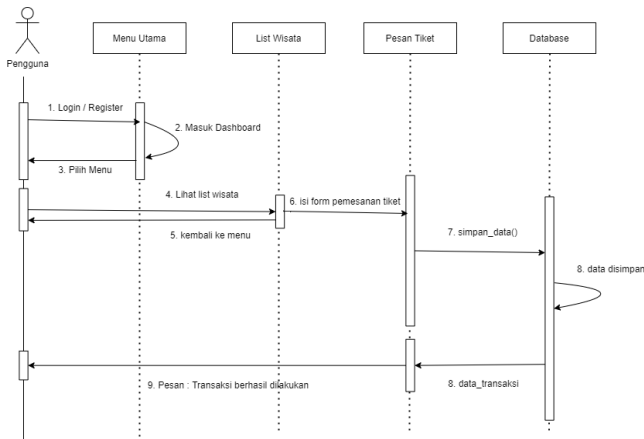 Menu Utama
List Wisata
Pesan Tiket
Database
Pengguna
1. Login / Register
2. Masuk Dashboard
3. Pilih Menu
4. Lihat list wisata
6. isi form pemesanan tiket
5. kembali ke menu
7. simpan_data()
8. data disimpan
9. Pesan : Transaksi berhasil dilakukan
8. data_transaksi